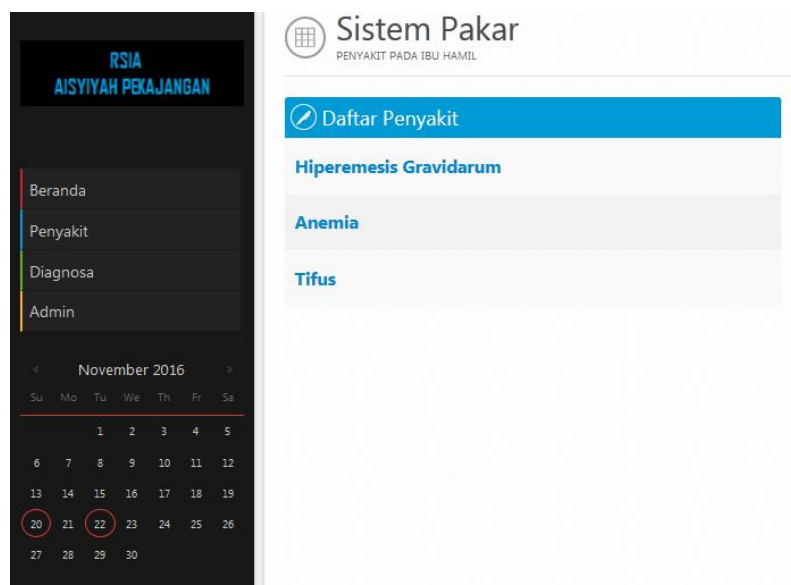 RSIA
AISYIYAH PEKAJANGAN
Beranda
Penyakit
Diagnosa
Admin
November 2016
Su Mo Tu We Th Fr Sa
1 2 3 4 5
6 7 8 9 10 11 12
13 14 15 16 17 18 19
20 21 22 23 24 25 26
27 28 29 30
Sistem Pakar
PENYAKIT PADA IBU HAMIL
Daftar Penyakit
Hiperemesis Gravidarum
Anemia
Tifus